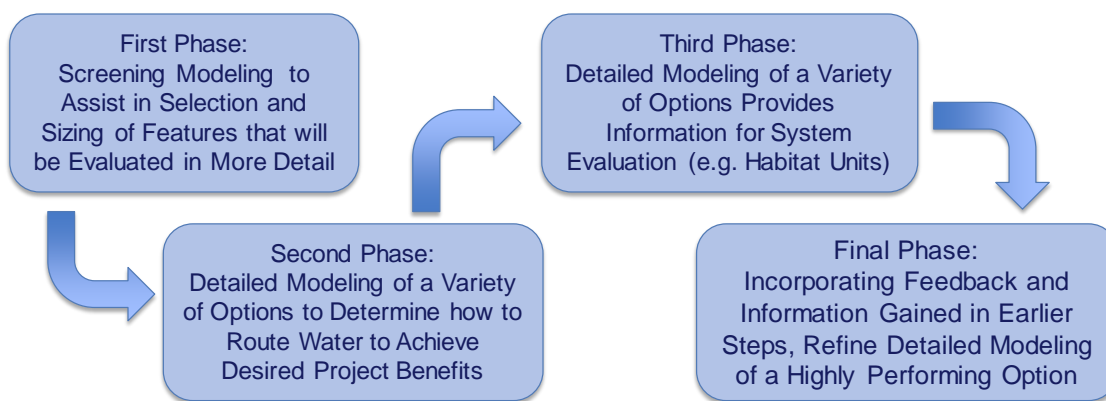 First Phase:
Screening Modeling to
Assist in Selection and
Sizing of Features that will
be Evaluated in More Detail
Second Phase:
Detailed Modeling of a Variety
of Options to Determine how to
Route Water to Achieve
Desired Project Benefits
Third Phase:
Detailed Modeling of a Variety
of Options Provides
Information for System
Evaluation (e.g. Habitat Units)
Final Phase:
Incorporating Feedback and
Information Gained in Earlier
Steps, Refine Detailed Modeling
of a Highly Performing Option